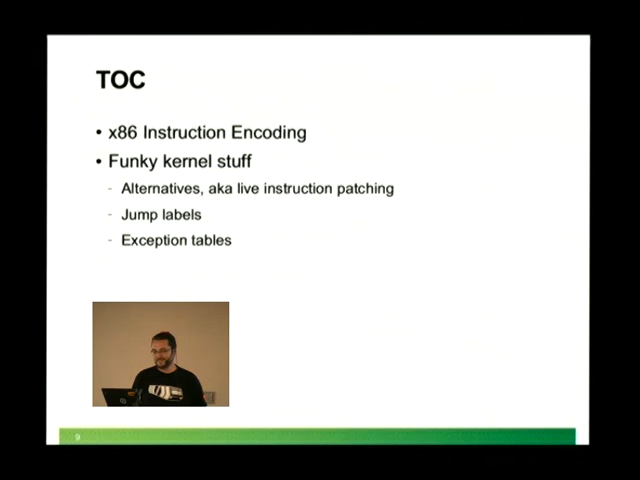 TOC
• x86 Instruction Encoding
• Funky kernel stuff
- Alternatives, aka live instruction patching
- Jump labels
- Exception tables
9